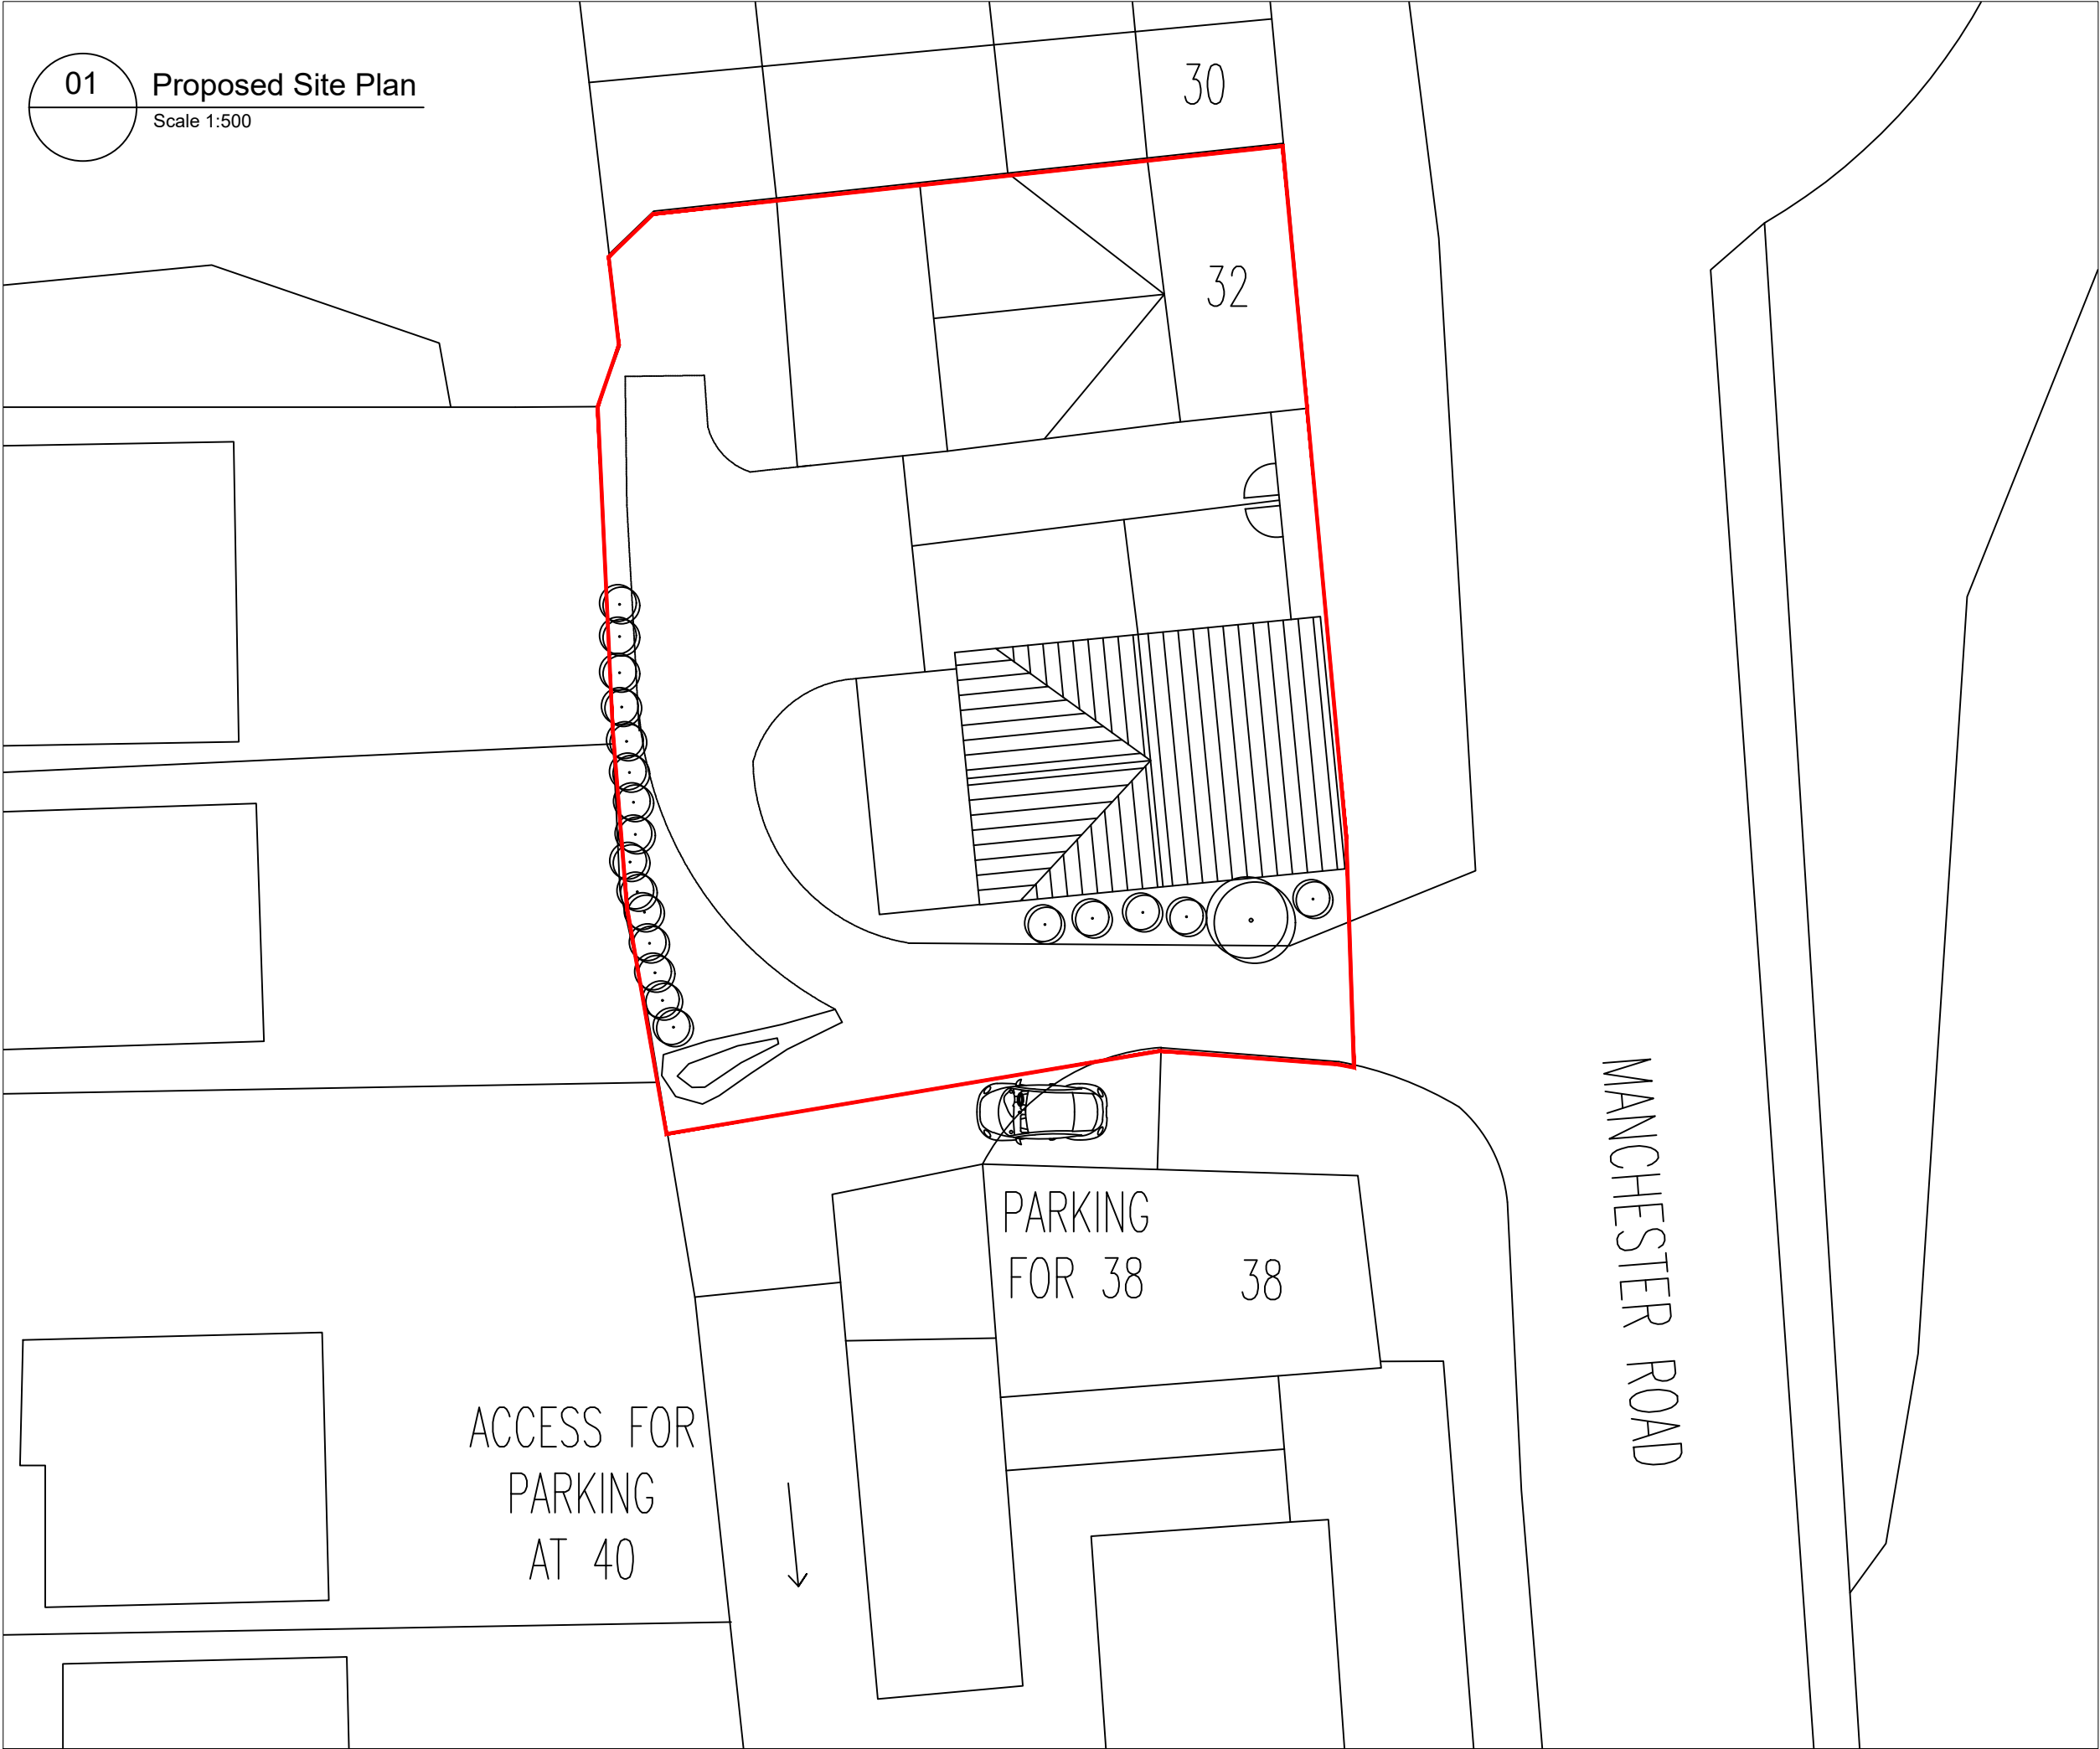 01
Proposed Site Plan
Scale 1:500
30
32
MANCHESTER ROAD
PARKING
FOR 38
38
ACCESS FOR
PARKING
AT 40